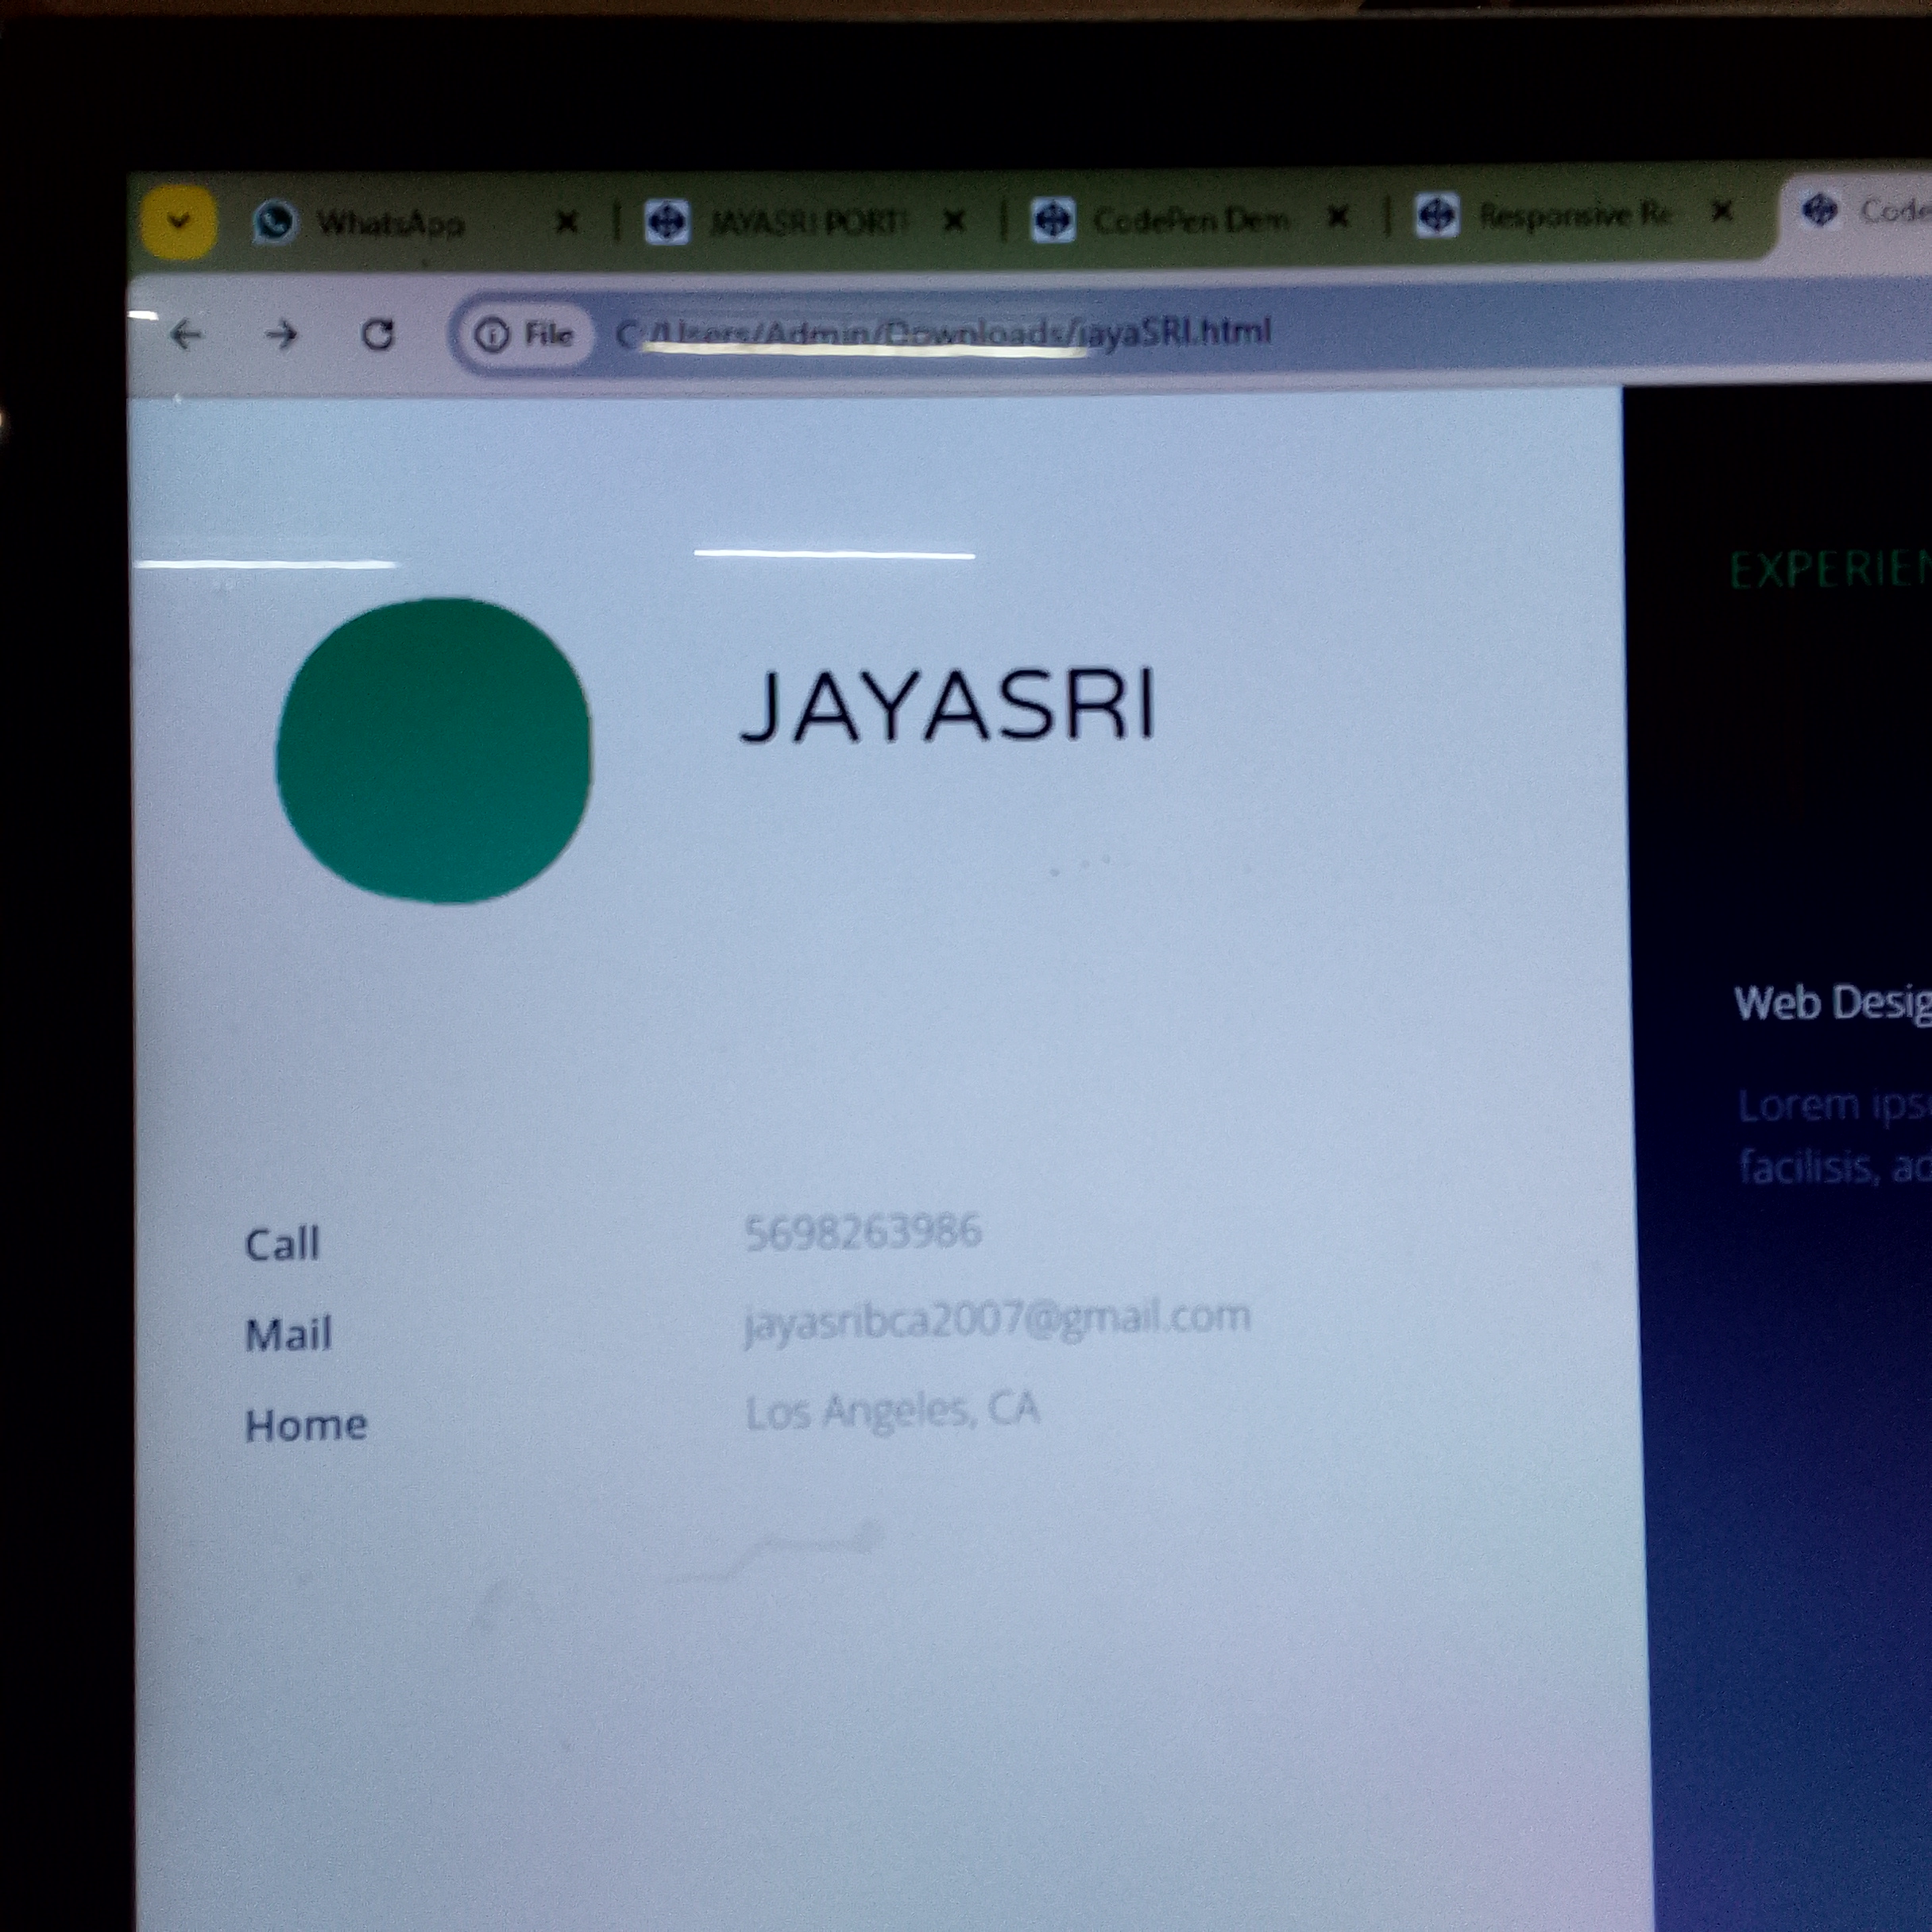 WhatsApp
JAYASRI PORT
CodePen Dem
Responsive Re
Code
File
C:/Users/Admin/Downloads/jayaSRI.html
JAYASRI
EXPERIEN
Call 5698263986
Mail jayasribca2007@gmail.com
Home Los Angeles, CA
Web Desig
Lorem ips
facilisis, ad